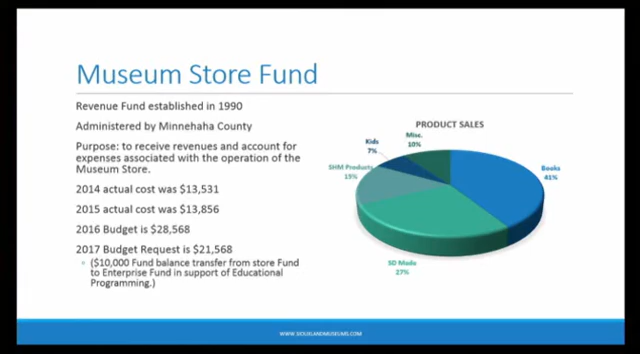 Museum Store Fund
Revenue Fund established in 1990
Administered by Minnehaha County
Purpose: to receive revenues and account for
expenses associated with the operation of the
Museum Store.
2014 actual cost was $13,531
2015 actual cost was $13,856
2016 Budget is $28,568
2017 Budget Request is $21,568
($10,000 Fund balance transfer from store Fund
to Enterprise Fund in support of Educational
Programming.)
PRODUCT SALES
Misc.
10%
Kids
7%
SHM Products
15%
Books
41%
SD Made
27%
WWW.SIOUXLANDMUSEUMS.COM